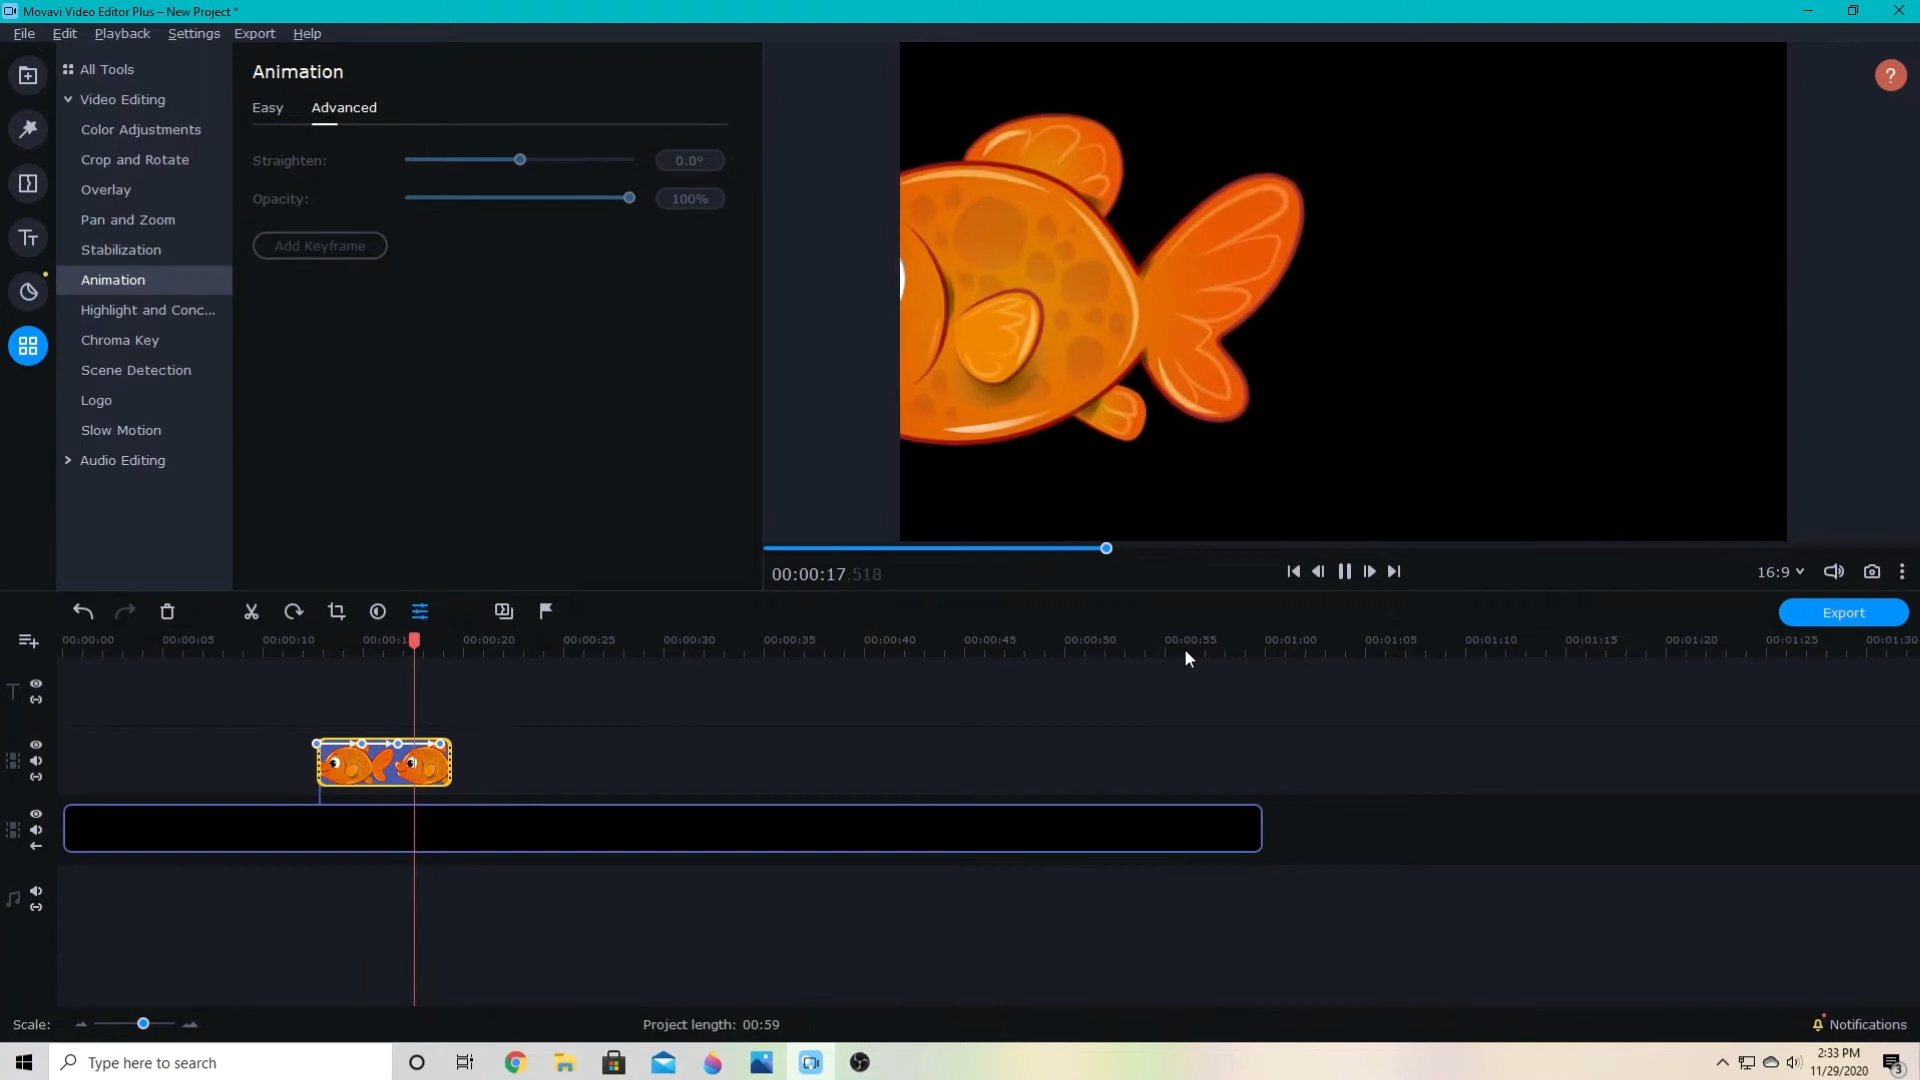 Movavi Video Editor Plus – New Project *
File Edit Playback Settings Export Help
All Tools
Video Editing
Color Adjustments
Crop and Rotate
Overlay
Pan and Zoom
Stabilization
Animation
Highlight and Conc...
Chroma Key
Scene Detection
Logo
Slow Motion
Audio Editing
Animation
Easy Advanced
Straighten: 0.0°
Opacity: 100%
Add Keyframe
?
00:00:17.518
16:9
Export
00:00:00 00:00:05 00:00:10 00:00:1 00:00:20 00:00:25 00:00:30 00:00:35 00:00:40 00:00:45 00:00:50 00:00:55 00:01:00 00:01:05 00:01:10 00:01:15 00:01:20 00:01:25 00:01:30
Scale:
Project length: 00:59
Notifications
Type here to search
2:33 PM
11/29/2020
3